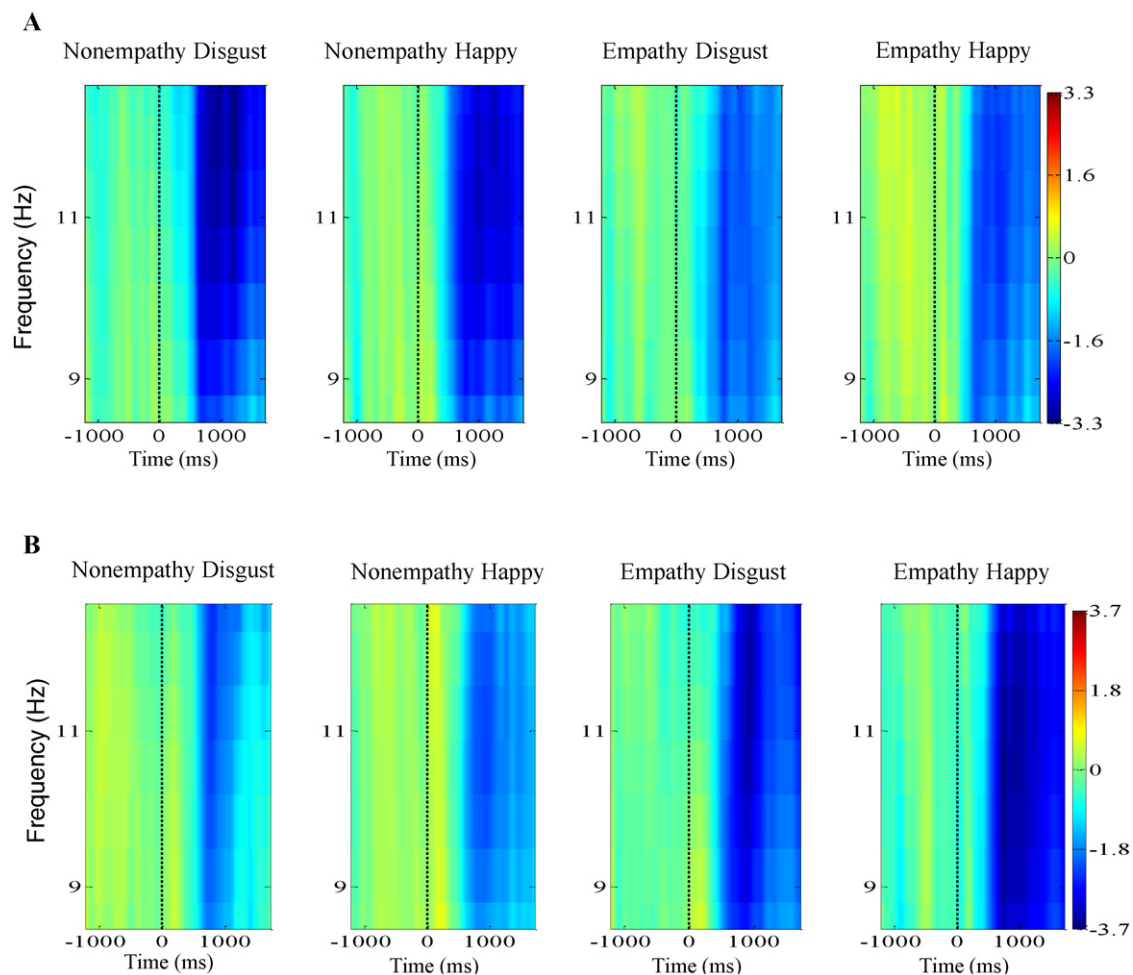 A
Nonempathy Disgust Nonempathy Happy Empathy Disgust Empathy Happy
3.3
1.6
11 11 11 11
0
Frequency (Hz)
-1.6
9 9 9 9
-3.3
-1000 0 1000 -1000 0 1000 -1000 0 1000 -1000 0 1000
Time (ms) Time (ms) Time (ms) Time (ms)
B
Nonempathy Disgust Nonempathy Happy Empathy Disgust Empathy Happy
3.7
1.8
11 11 11 11
0
Frequency (Hz)
-1.8
9 9 9 9
-3.7
-1000 0 1000 -1000 0 1000 -1000 0 1000 -1000 0 1000
Time (ms) Time (ms) Time (ms) Time (ms)